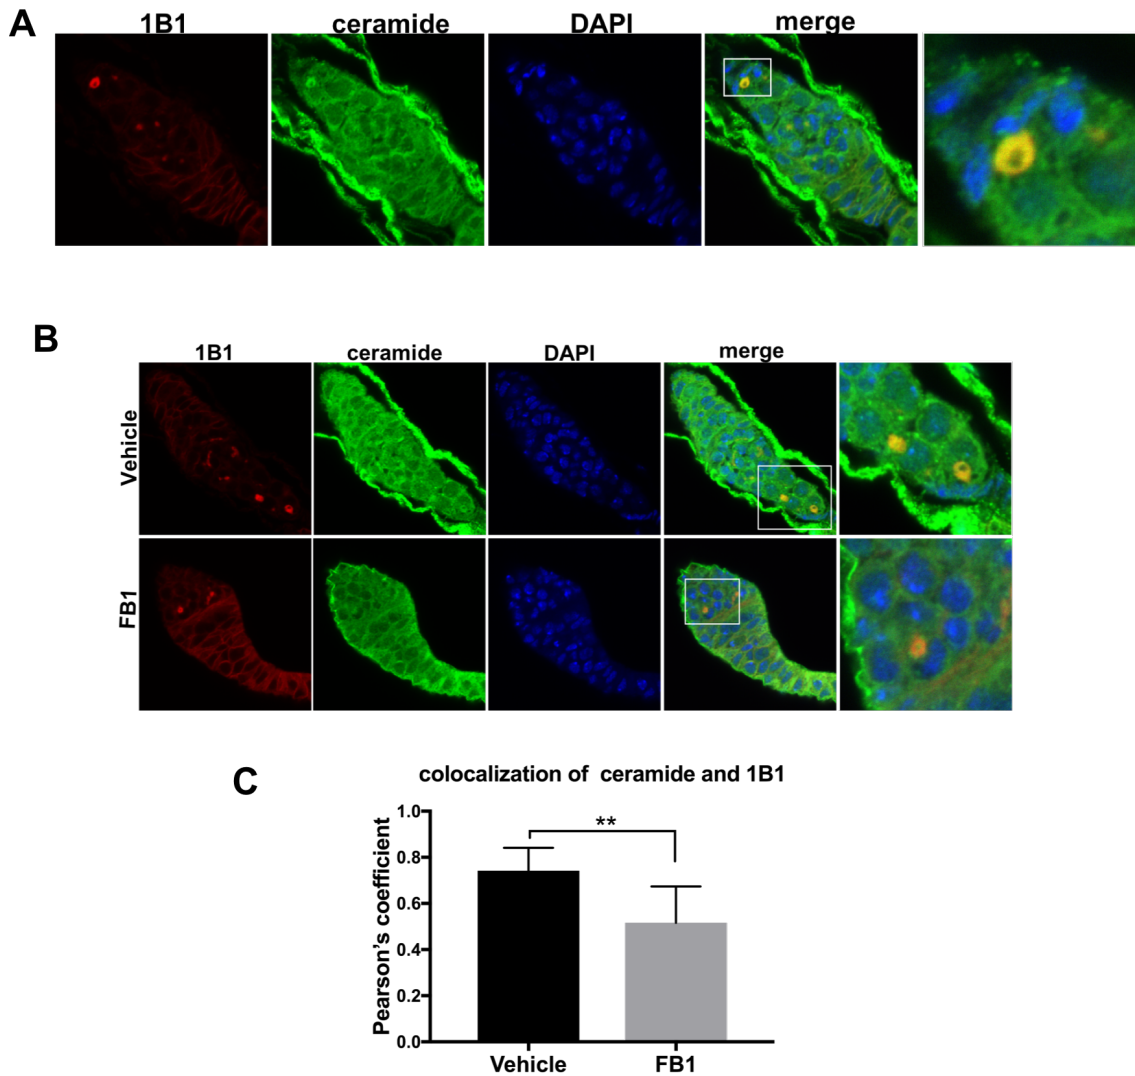 A
1B1 ceramide DAPI merge
B
1B1 ceramide DAPI merge
Vehicle
FB1
C
colocalization of ceramide and 1B1
Pearson's coefficient
1.0
0.8
0.6
0.4
0.2
0.0
**
Vehicle FB1